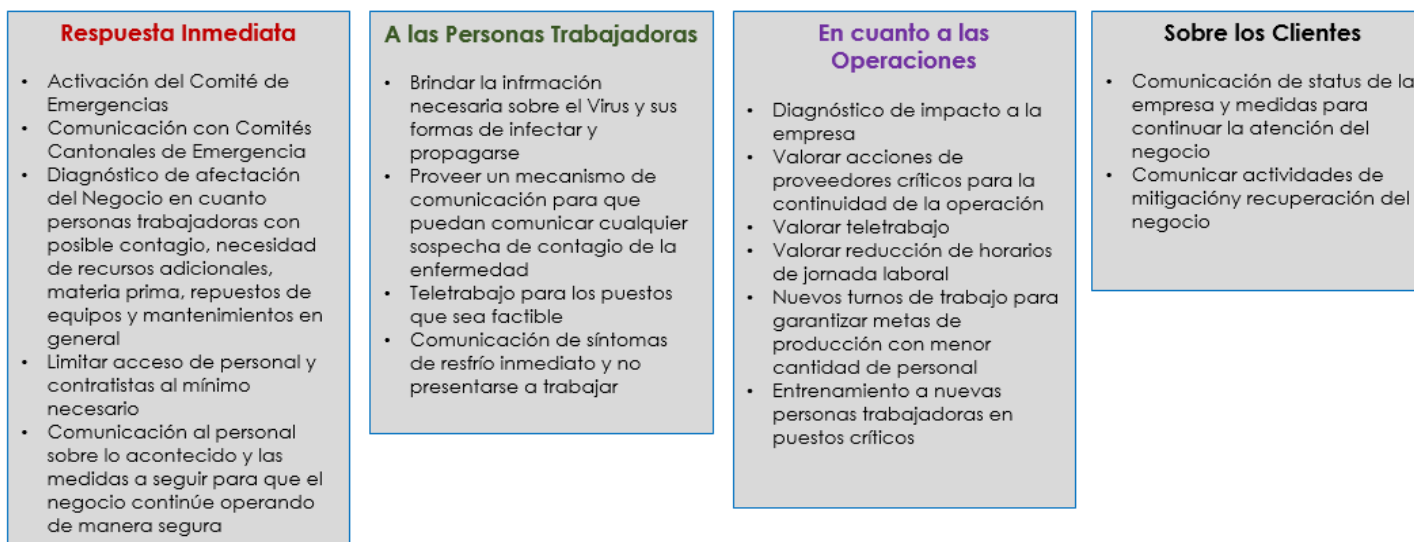 Respuesta Inmediata
• Activación del Comité de
Emergencias
• Comunicación con Comités
Cantonales de Emergencia
• Diagnóstico de afectación
del Negocio en cuanto
personas trabajadoras con
posible contagio, necesidad
de recursos adicionales,
materia prima, repuestos de
equipos y mantenimientos en
general
• Limitar acceso de personal y
contratistas al mínimo
necesario
• Comunicación al personal
sobre lo acontecido y las
medidas a seguir para que el
negocio continúe operando
de manera segura
A las Personas Trabajadoras
• Brindar la infrmación
necesaria sobre el Virus y sus
formas de infectar y
propagarse
• Proveer un mecanismo de
comunicación para que
puedan comunicar cualquier
sospecha de contagio de la
enfermedad
• Teletrabajo para los puestos
que sea factible
• Comunicación de síntomas
de resfrío inmediato y no
presentarse a trabajar
En cuanto a las
Operaciones
• Diagnóstico de impacto a la
empresa
• Valorar acciones de
proveedores críticos para la
continuidad de la operación
• Valorar teletrabajo
• Valorar reducción de horarios
de jornada laboral
• Nuevos turnos de trabajo para
garantizar metas de
producción con menor
cantidad de personal
• Entrenamiento a nuevas
personas trabajadoras en
puestos críticos
Sobre los Clientes
• Comunicación de status de la
empresa y medidas para
continuar la atención del
negocio
• Comunicar actividades de
mitigacióny recuperación del
negocio